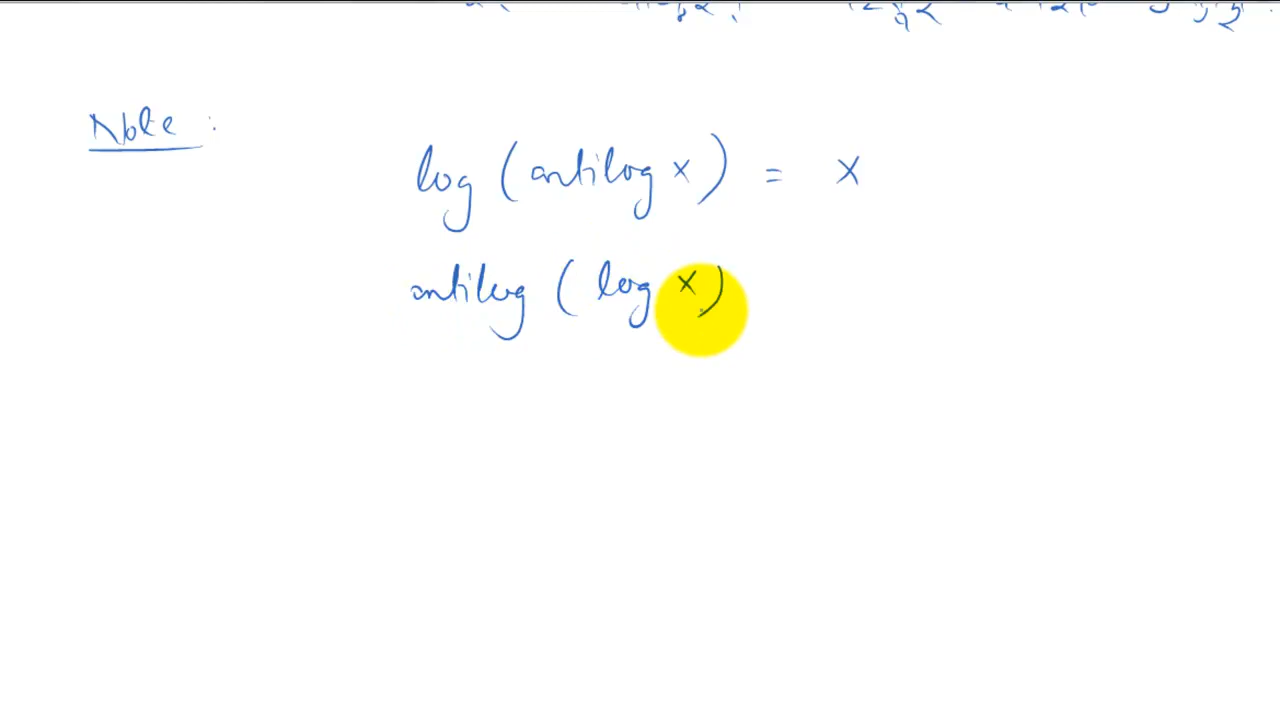 Note :
log (antilog x) = x
antilog (log x)